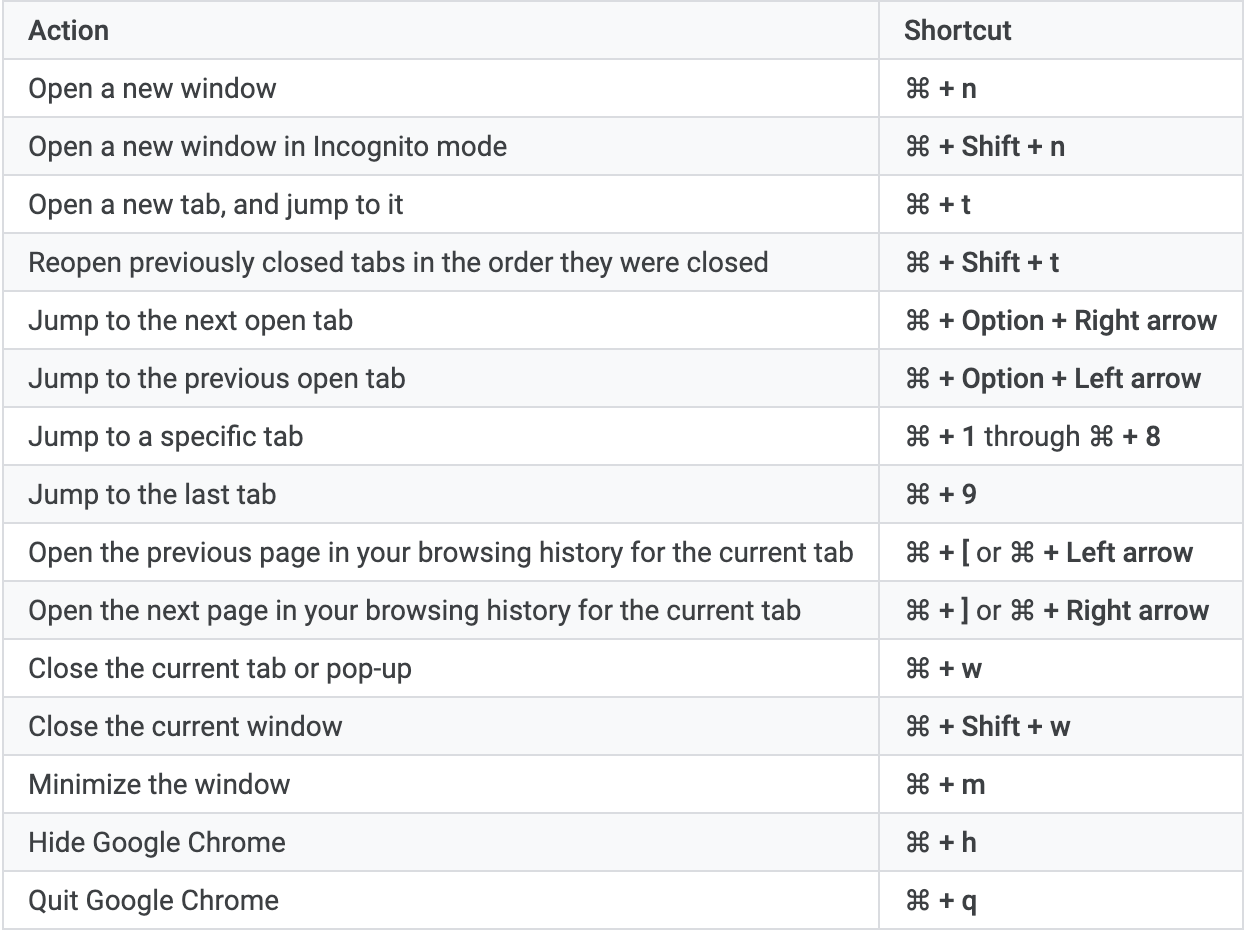 Action Shortcut
Open a new window ⌘ + n
Open a new window in Incognito mode ⌘ + Shift + n
Open a new tab, and jump to it ⌘ + t
Reopen previously closed tabs in the order they were closed ⌘ + Shift + t
Jump to the next open tab ⌘ + Option + Right arrow
Jump to the previous open tab ⌘ + Option + Left arrow
Jump to a specific tab ⌘ + 1 through ⌘ + 8
Jump to the last tab ⌘ + 9
Open the previous page in your browsing history for the current tab ⌘ + [ or ⌘ + Left arrow
Open the next page in your browsing history for the current tab ⌘ + ] or ⌘ + Right arrow
Close the current tab or pop-up ⌘ + w
Close the current window ⌘ + Shift + w
Minimize the window ⌘ + m
Hide Google Chrome ⌘ + h
Quit Google Chrome ⌘ + q